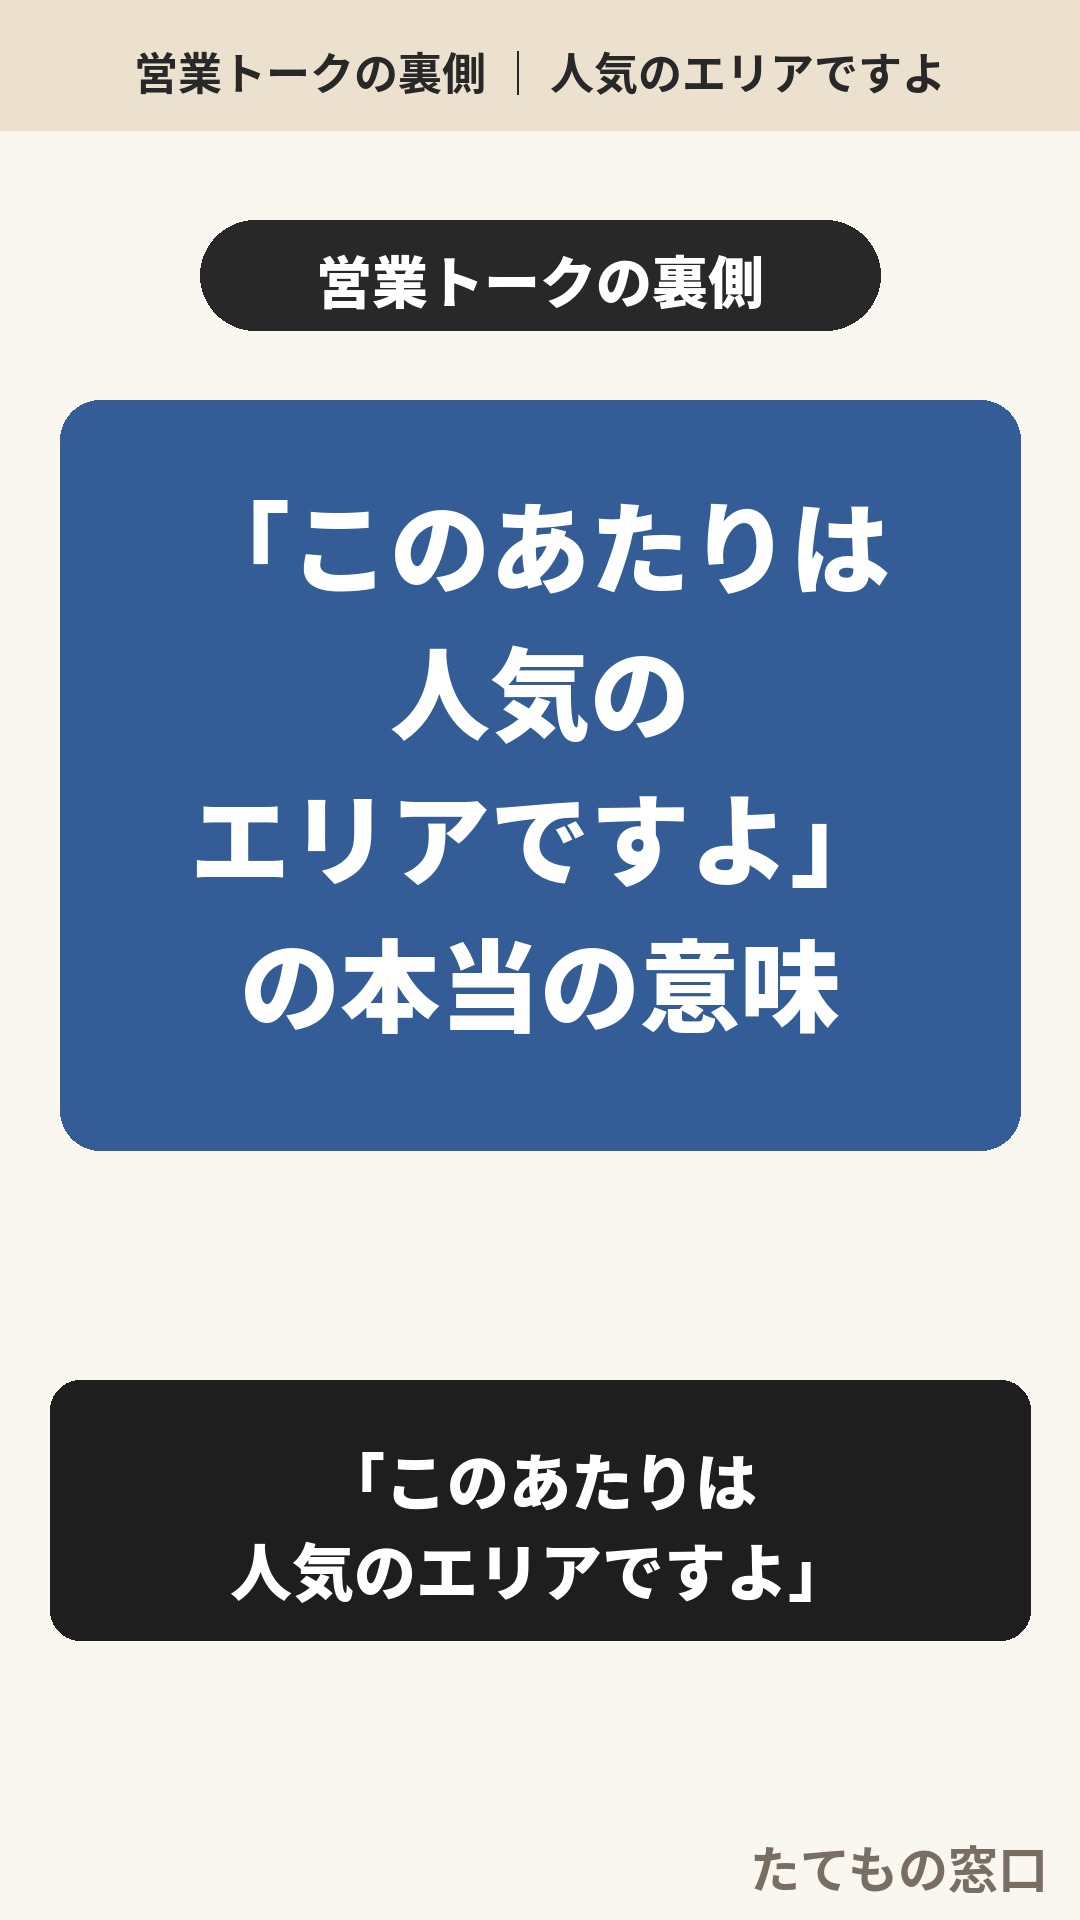 営業トークの裏側 ｜ 人気のエリアですよ
営業トークの裏側
「このあたりは
人気の
エリアですよ」
の本当の意味
「このあたりは
人気のエリアですよ」
たてもの窓口